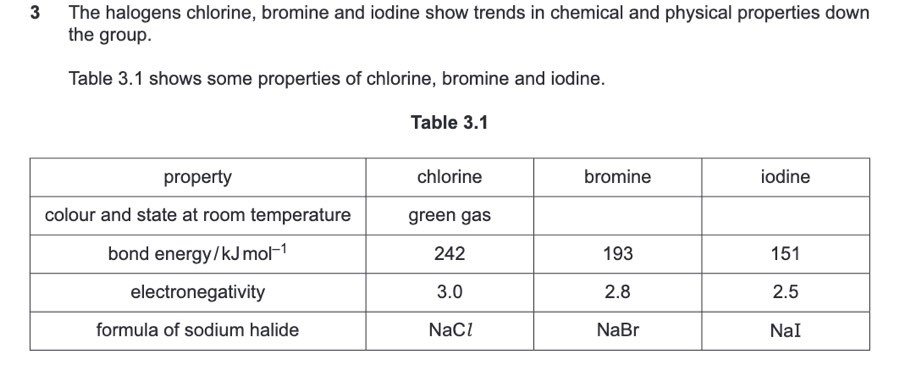 3 The halogens chlorine, bromine and iodine show trends in chemical and physical properties down
the group.
Table 3.1 shows some properties of chlorine, bromine and iodine.
Table 3.1
property chlorine bromine iodine
colour and state at room temperature green gas
bond energy/kJ mol⁻¹ 242 193 151
electronegativity 3.0 2.8 2.5
formula of sodium halide NaCl NaBr NaI